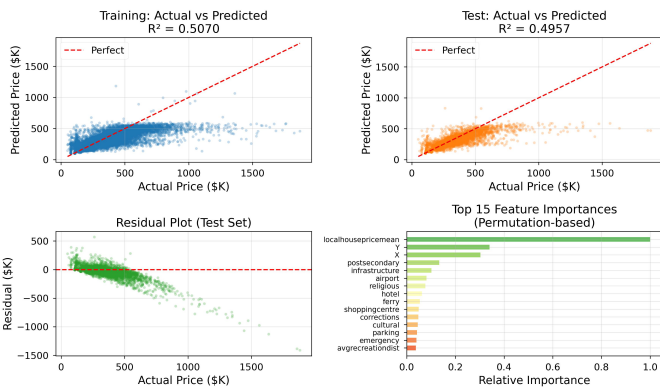 Training: Actual vs Predicted
R² = 0.5070
Perfect
Predicted Price ($K)
1500
1000
500
0
0 500 1000 1500
Actual Price ($K)
Test: Actual vs Predicted
R² = 0.4957
Perfect
Predicted Price ($K)
1500
1000
500
0
0 500 1000 1500
Actual Price ($K)
Residual Plot (Test Set)
Residual ($K)
500
0
−500
−1000
−1500
0 500 1000 1500
Actual Price ($K)
Top 15 Feature Importances
(Permutation-based)
localhousepricemean
Y
X
postsecondary
infrastructure
airport
religious
hotel
ferry
shoppingcentre
corrections
cultural
parking
emergency
avgrecreationdist
0.0 0.2 0.4 0.6 0.8 1.0
Relative Importance